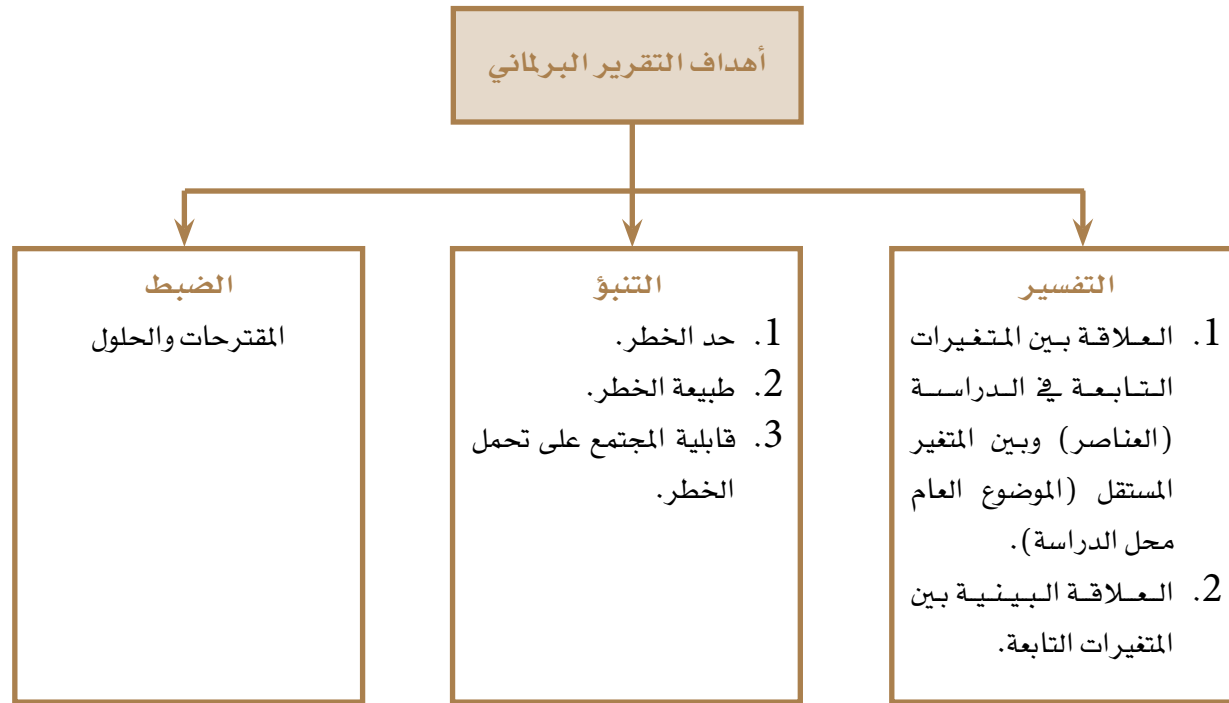 أهداف التقرير البرلماني
التفسير
1. العلاقة بين المتغيرات
التابعة في الدراسة
(العناصر) وبين المتغير
المستقل (الموضوع العام
محل الدراسة).
2. العلاقة البينية بين
المتغيرات التابعة.
التنبؤ
1. حد الخطر.
2. طبيعة الخطر.
3. قابلية المجتمع على تحمل
الخطر.
الضبط
المقترحات والحلول